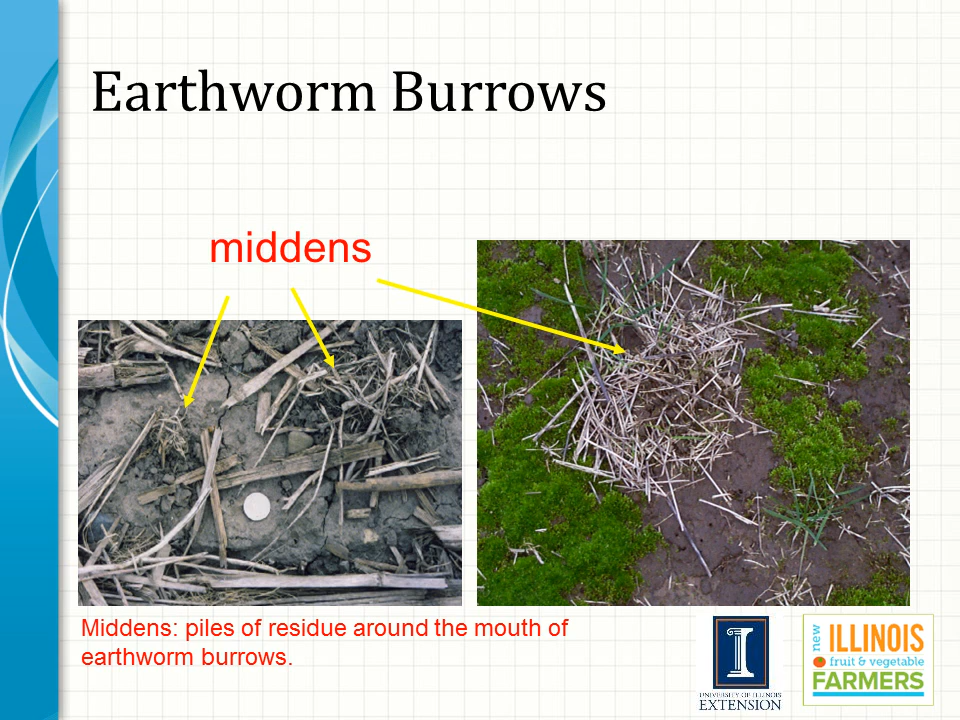 Earthworm Burrows
middens
Middens: piles of residue around the mouth of
earthworm burrows.
I
UNIVERSITY OF ILLINOIS
EXTENSION
new
ILLINOIS
fruit & vegetable
FARMERS